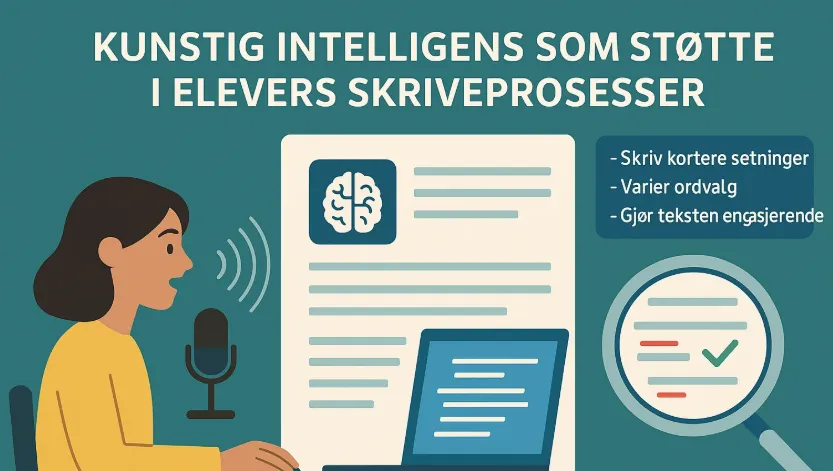 KUNSTIG INTELLIGENS SOM STØTTE
I ELEVERS SKRIVEPROSESSER
- Skriv kortere setninger
- Varier ordvalg
- Gjør teksten engasjerende